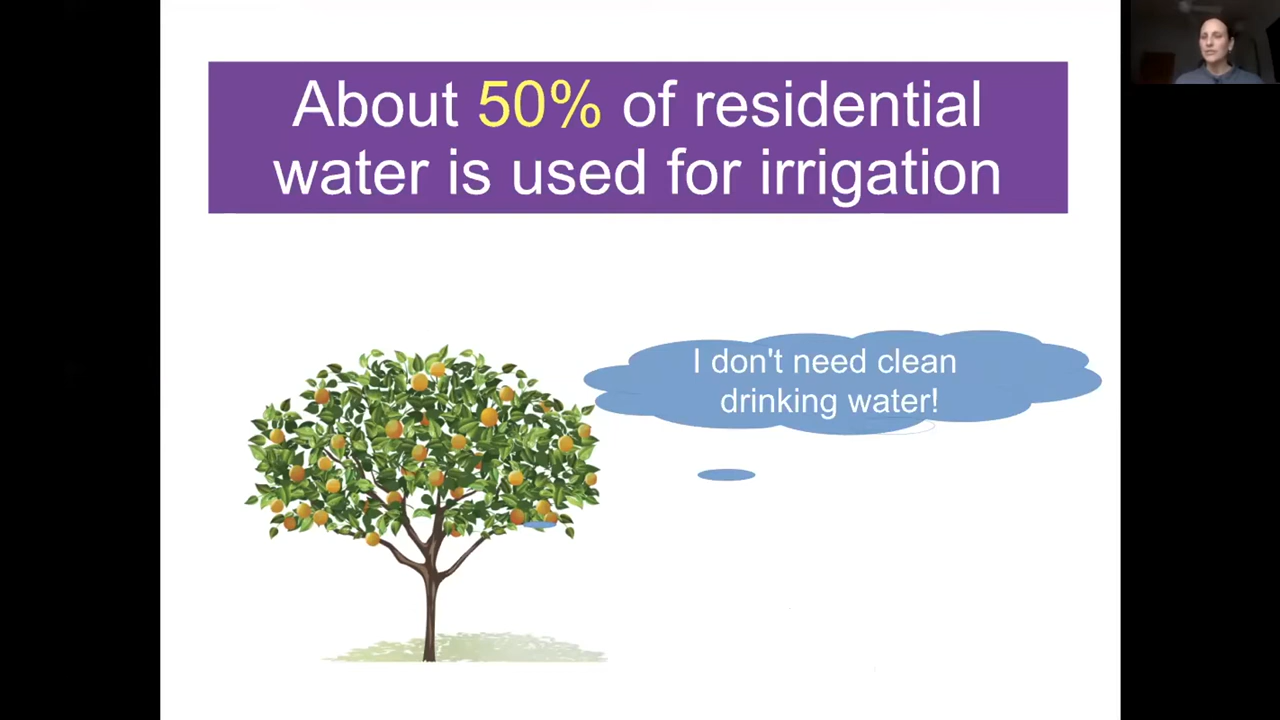 About 50% of residential
water is used for irrigation
I don't need clean
drinking water!